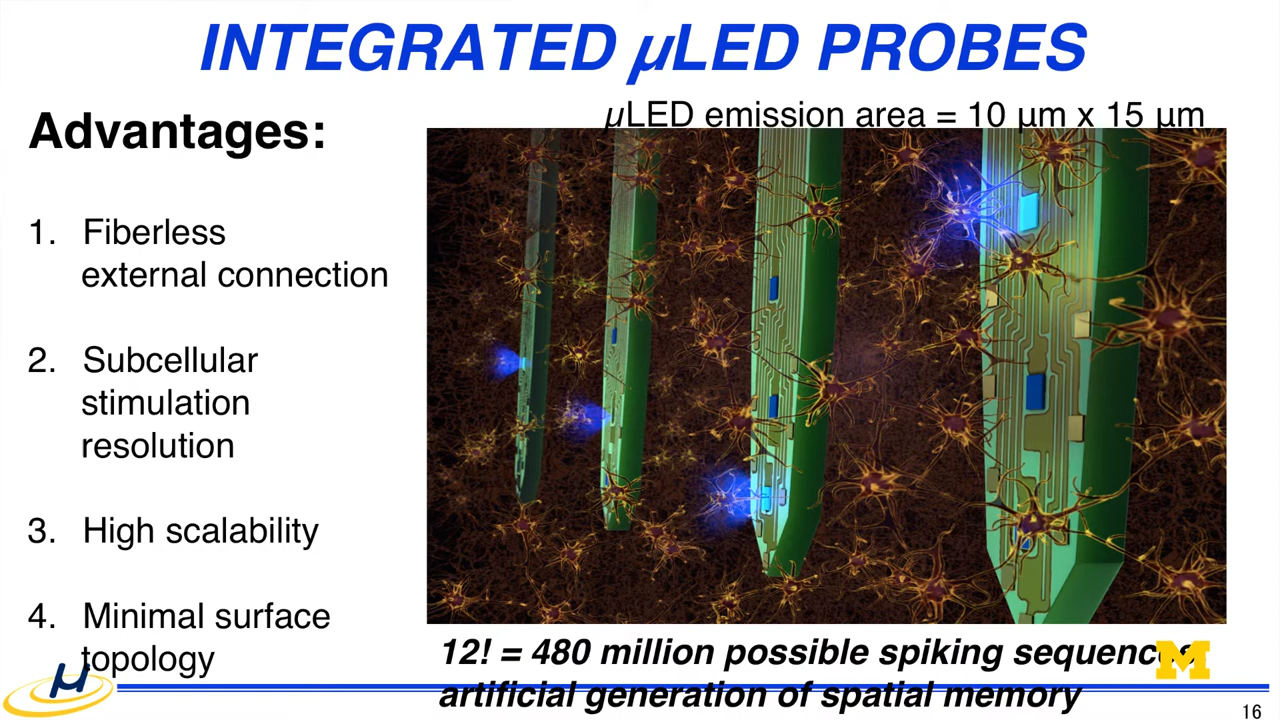 INTEGRATED µLED PROBES
Advantages:
µLED emission area = 10 µm x 15 µm
1. Fiberless
external connection
2. Subcellular
stimulation
resolution
3. High scalability
4. Minimal surface
topology
12! = 480 million possible spiking sequences
artificial generation of spatial memory
µ
M
16